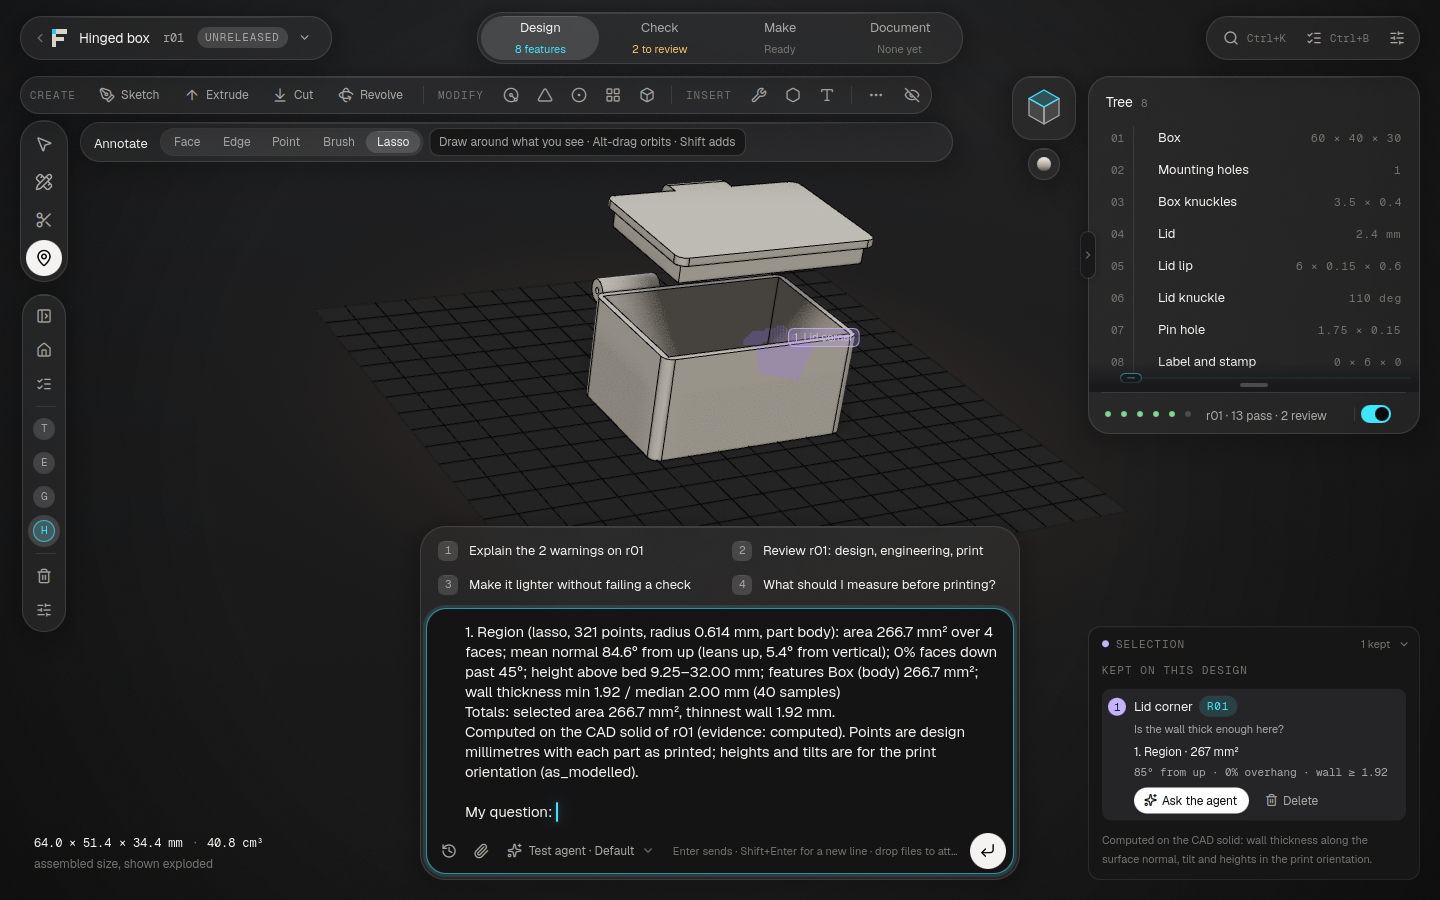 Hinged box r01 UNRELEASED
Design
8 features
Check
2 to review
Make
Ready
Document
None yet
Ctrl+K
Ctrl+B
CREATE Sketch Extrude Cut Revolve MODIFY INSERT
Annotate Face Edge Point Brush Lasso Draw around what you see · Alt-drag orbits · Shift adds
T
E
G
H
1 Lid corner
Tree 8
01 Box 60 × 40 × 30
02 Mounting holes 1
03 Box knuckles 3.5 × 0.4
04 Lid 2.4 mm
05 Lid lip 6 × 0.15 × 0.6
06 Lid knuckle 110 deg
07 Pin hole 1.75 × 0.15
08 Label and stamp 0 × 6 × 0
r01 · 13 pass · 2 review
1 Explain the 2 warnings on r01
2 Review r01: design, engineering, print
3 Make it lighter without failing a check
4 What should I measure before printing?
1. Region (lasso, 321 points, radius 0.614 mm, part body): area 266.7 mm² over 4
faces; mean normal 84.6° from up (leans up, 5.4° from vertical); 0% faces down
past 45°; height above bed 9.25–32.00 mm; features Box (body) 266.7 mm²;
wall thickness min 1.92 / median 2.00 mm (40 samples)
Totals: selected area 266.7 mm², thinnest wall 1.92 mm.
Computed on the CAD solid of r01 (evidence: computed). Points are design
millimetres with each part as printed; heights and tilts are for the print
orientation (as_modelled).
My question:
Test agent · Default Enter sends · Shift+Enter for a new line · drop files to att...
SELECTION 1 kept
KEPT ON THIS DESIGN
1 Lid corner R01
Is the wall thick enough here?
1. Region · 267 mm²
85° from up · 0% overhang · wall ≥ 1.92
Ask the agent Delete
Computed on the CAD solid: wall thickness along the
surface normal, tilt and heights in the print orientation.
64.0 × 51.4 × 34.4 mm · 40.8 cm³
assembled size, shown exploded